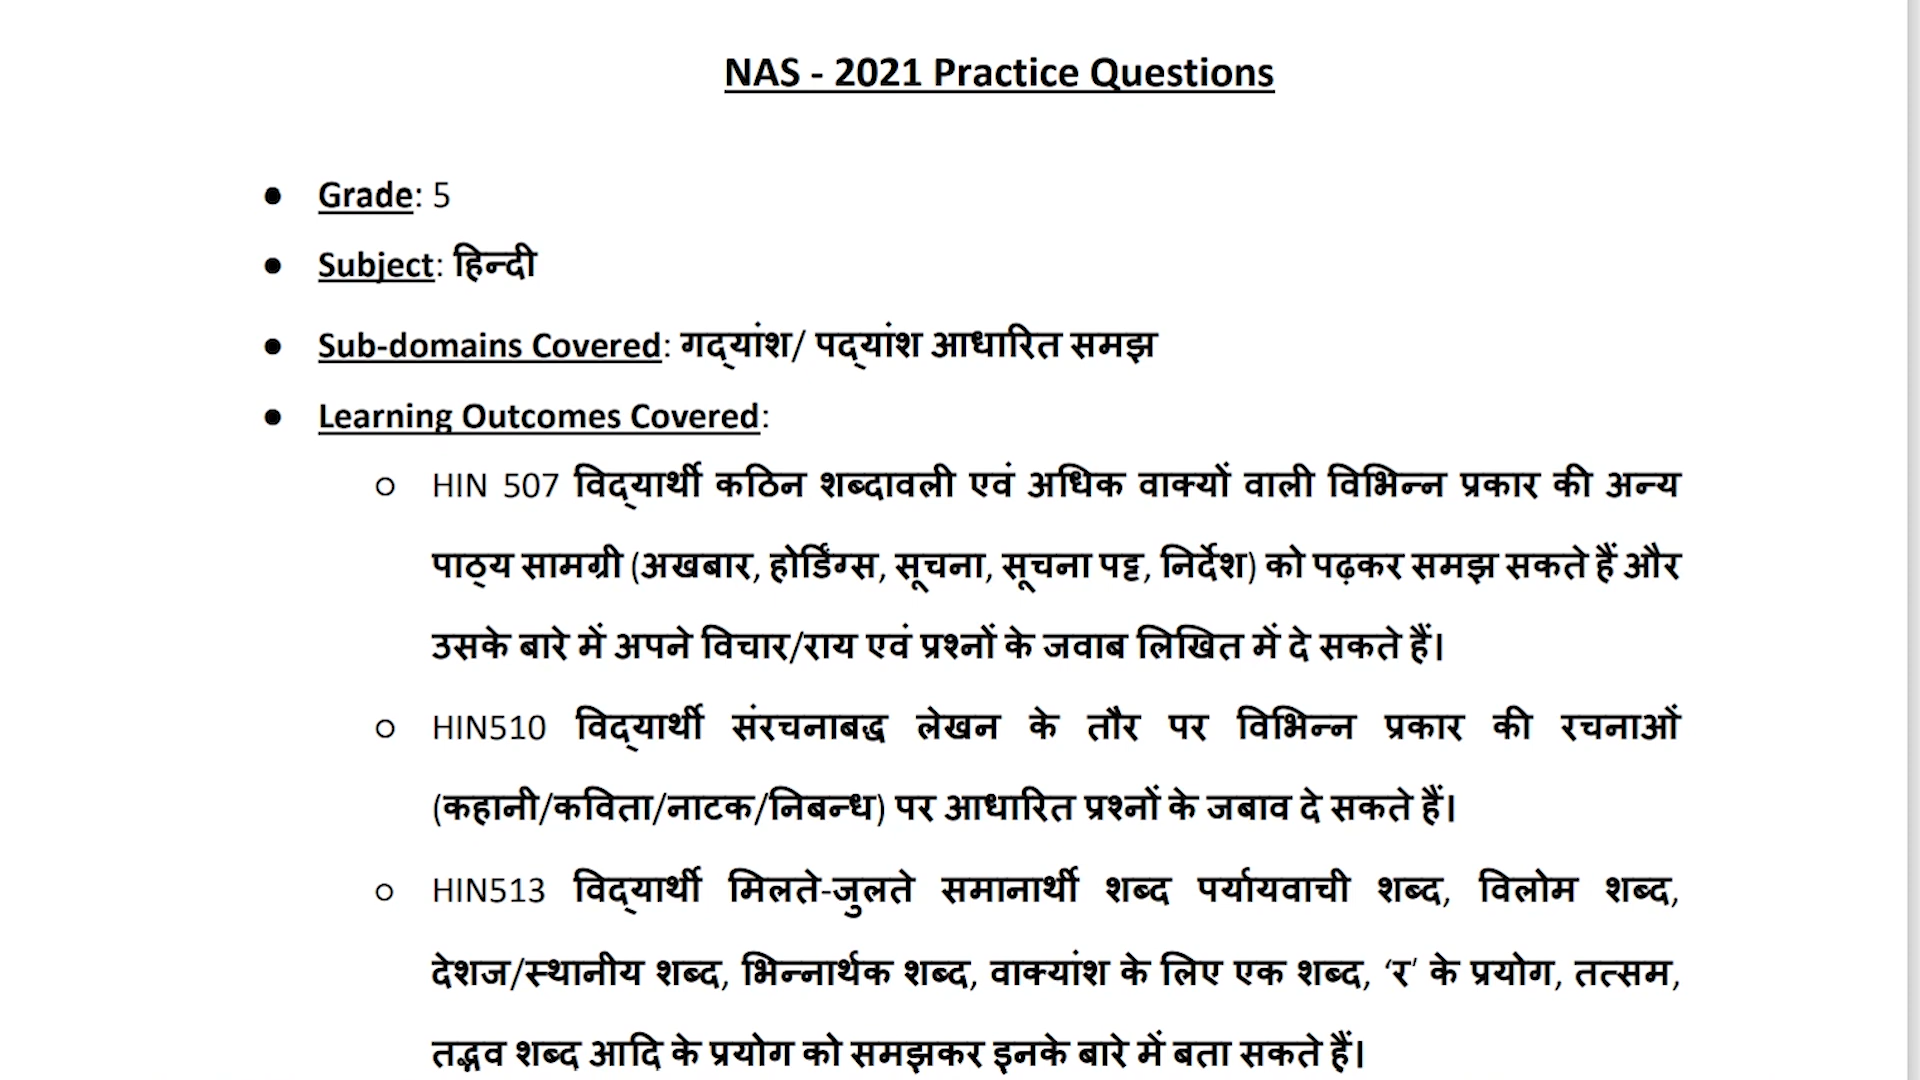 NAS - 2021 Practice Questions
● Grade: 5
● Subject: हिन्दी
● Sub-domains Covered: गद्यांश/ पद्यांश आधारित समझ
● Learning Outcomes Covered:
○ HIN 507 विद्यार्थी कठिन शब्दावली एवं अधिक वाक्यों वाली विभिन्न प्रकार की अन्य
पाठ्य सामग्री (अखबार, होर्डिंग्स, सूचना, सूचना पट्ट, निर्देश) को पढ़कर समझ सकते हैं और
उसके बारे में अपने विचार/राय एवं प्रश्नों के जवाब लिखित में दे सकते हैं।
○ HIN510 विद्यार्थी संरचनाबद्ध लेखन के तौर पर विभिन्न प्रकार की रचनाओं
(कहानी/कविता/नाटक/निबन्ध) पर आधारित प्रश्नों के जबाव दे सकते हैं।
○ HIN513 विद्यार्थी मिलते-जुलते समानार्थी शब्द पर्यायवाची शब्द, विलोम शब्द,
देशज/स्थानीय शब्द, भिन्नार्थक शब्द, वाक्यांश के लिए एक शब्द, ‘र’ के प्रयोग, तत्सम,
तद्भव शब्द आदि के प्रयोग को समझकर इनके बारे में बता सकते हैं।